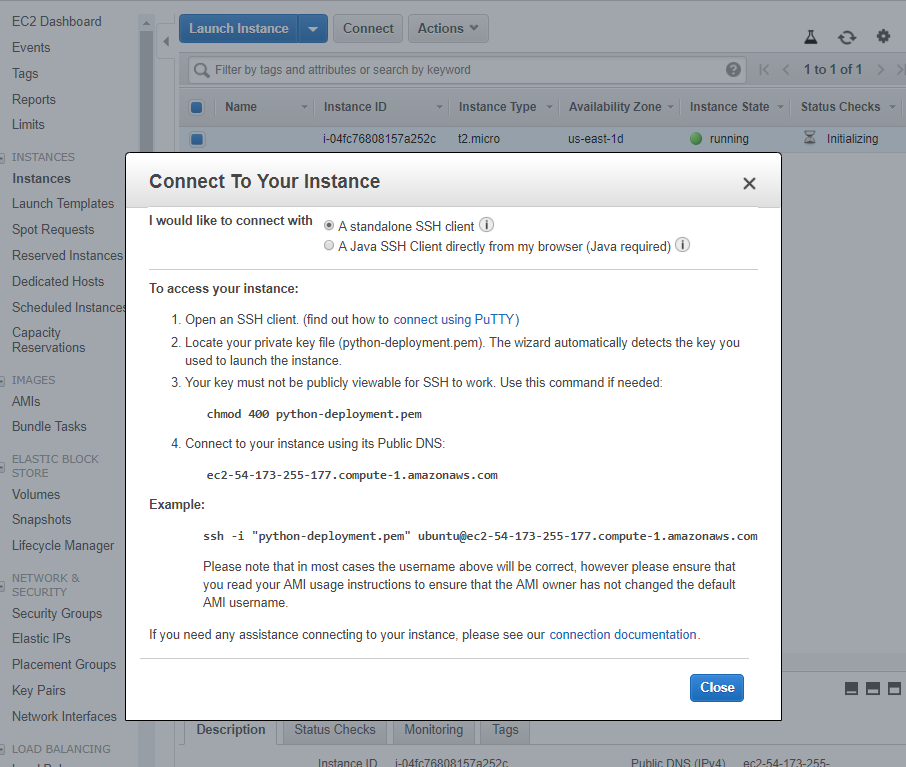 EC2 Dashboard
Events
Tags
Reports
Limits
INSTANCES
Instances
Launch Templates
Spot Requests
Reserved Instances
Dedicated Hosts
Scheduled Instances
Capacity
Reservations
IMAGES
AMIs
Bundle Tasks
ELASTIC BLOCK
STORE
Volumes
Snapshots
Lifecycle Manager
NETWORK &
SECURITY
Security Groups
Elastic IPs
Placement Groups
Key Pairs
Network Interfaces
LOAD BALANCING
Launch Instance Connect Actions
Filter by tags and attributes or search by keyword 1 to 1 of 1
Name Instance ID Instance Type Availability Zone Instance State Status Checks
i-04fc76808157a252c t2.micro us-east-1d running Initializing
Connect To Your Instance
I would like to connect with A standalone SSH client
A Java SSH Client directly from my browser (Java required)
To access your instance:
1. Open an SSH client. (find out how to connect using PuTTY)
2. Locate your private key file (python-deployment.pem). The wizard automatically detects the key you
used to launch the instance.
3. Your key must not be publicly viewable for SSH to work. Use this command if needed:
chmod 400 python-deployment.pem
4. Connect to your instance using its Public DNS:
ec2-54-173-255-177.compute-1.amazonaws.com
Example:
ssh -i "python-deployment.pem" ubuntu@ec2-54-173-255-177.compute-1.amazonaws.com
Please note that in most cases the username above will be correct, however please ensure that
you read your AMI usage instructions to ensure that the AMI owner has not changed the default
AMI username.
If you need any assistance connecting to your instance, please see our connection documentation.
Close
Description Status Checks Monitoring Tags
Instance ID i-04fc76808157a252c Public DNS (IPv4) ec2-54-173-255-